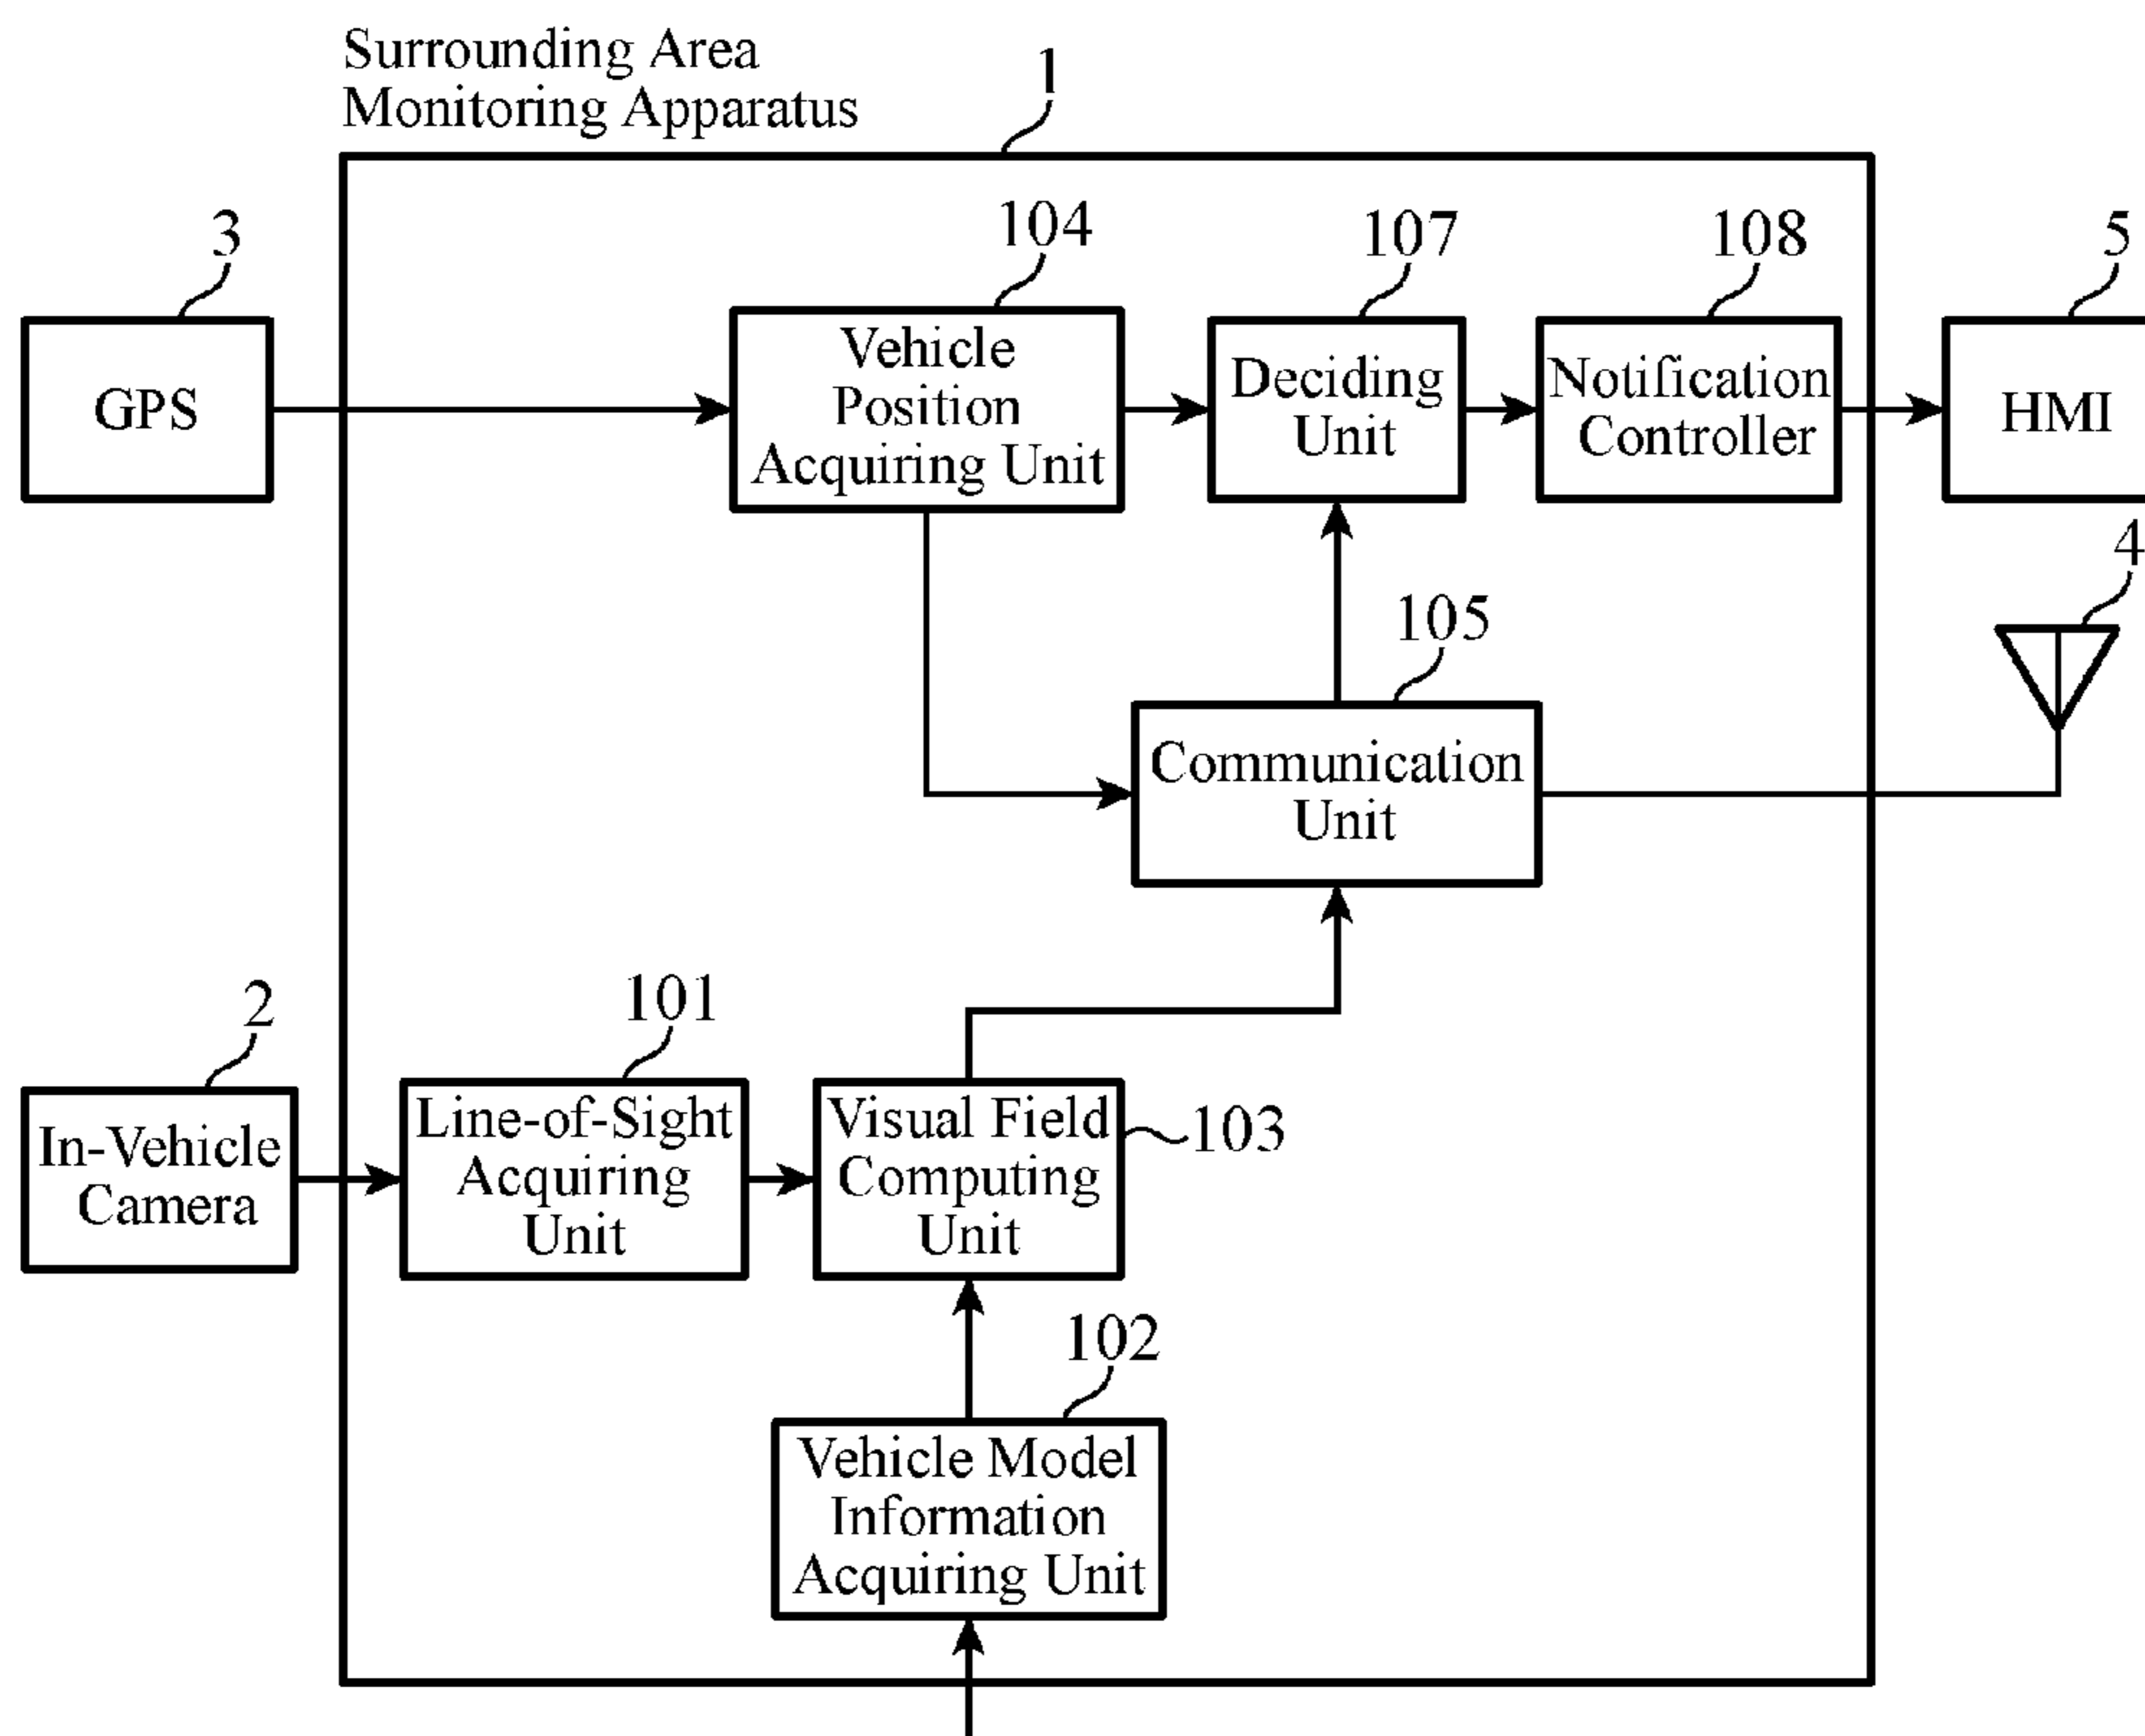 Surrounding Area
Monitoring Apparatus
1
3
104
107
108
5
GPS
Vehicle
Position
Acquiring Unit
Deciding
Unit
Notification
Controller
HMI
4
105
Communication
Unit
2
101
In-Vehicle
Camera
Line-of-Sight
Acquiring
Unit
Visual Field
Computing
Unit
103
102
Vehicle Model
Information
Acquiring Unit